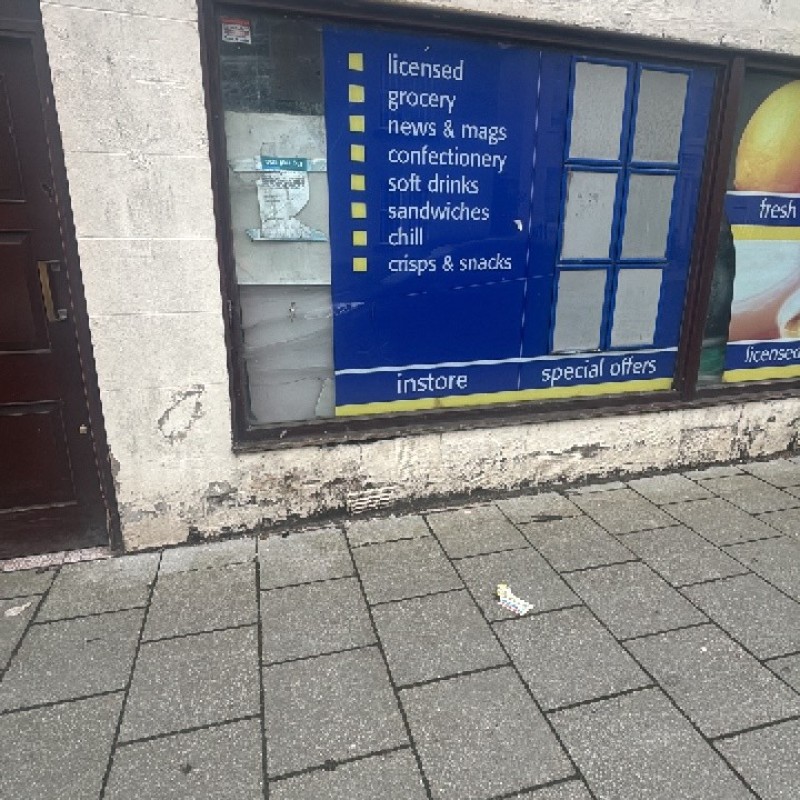 licensed
grocery
news & mags
confectionery
soft drinks
sandwiches
chill
crisps & snacks
instore
special offers
fresh
licensed